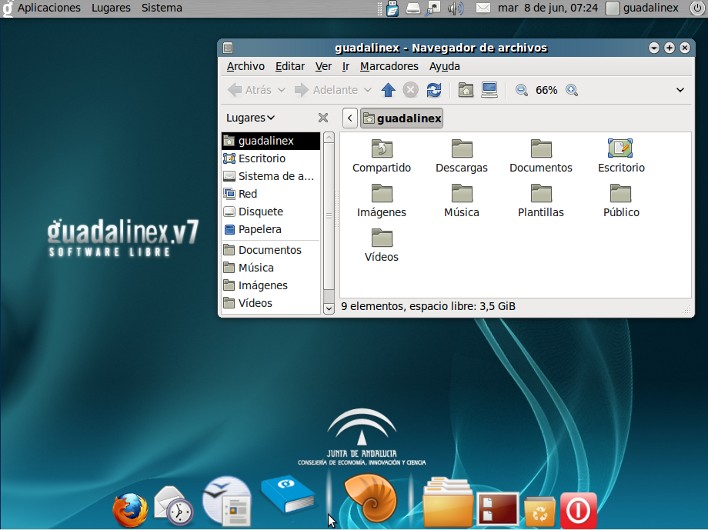 Aplicaciones Lugares Sistema mar 8 de jun, 07:24 guadalinex
guadalinex - Navegador de archivos
Archivo Editar Ver Ir Marcadores Ayuda
Atrás Adelante 66%
Lugares guadalinex
guadalinex
Escritorio
Sistema de a...
Red
Disquete
Papelera
Documentos
Música
Imágenes
Vídeos
Compartido Descargas Documentos Escritorio
Imágenes Música Plantillas Público
Vídeos
9 elementos, espacio libre: 3,5 GiB
guadalinex.v7
SOFTWARE LIBRE
JUNTA DE ANDALUCIA
CONSEJERÍA DE ECONOMÍA, INNOVACIÓN Y CIENCIA